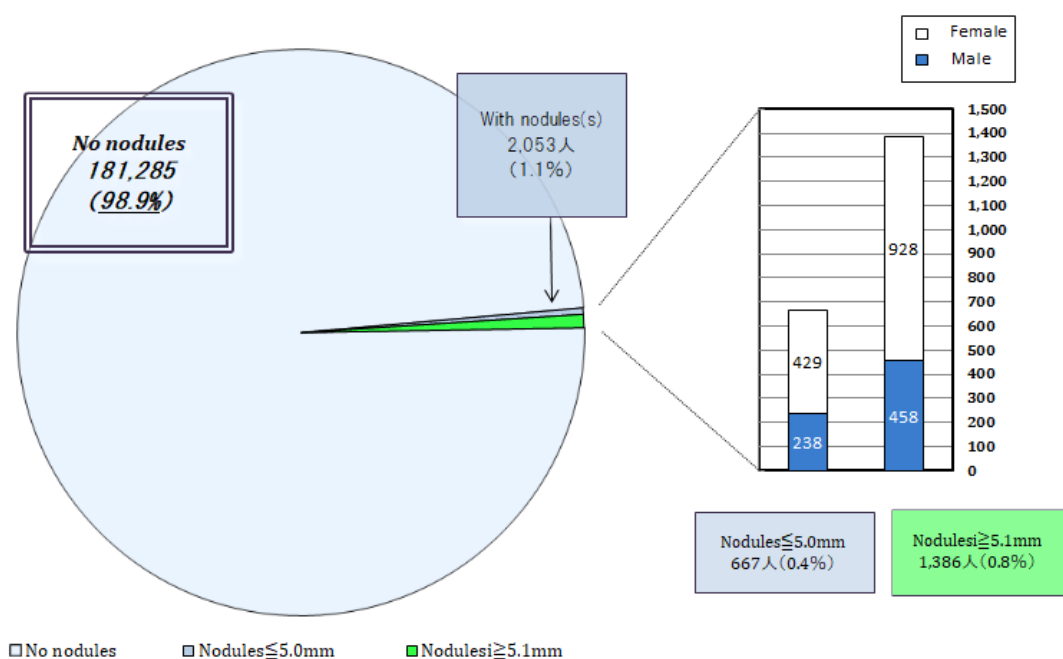 Female
Male
No nodules
181,285
(98.9%)
With nodules(s)
2,053人
(1.1%)
1,500
1,400
1,300
1,200
1,100
1,000
900
800
700
600
500
400
300
200
100
0
928
429
458
238
Nodules≦5.0mm
667人(0.4%)
Nodulesi≧5.1mm
1,386人(0.8%)
No nodules
Nodules≦5.0mm
Nodulesi≧5.1mm